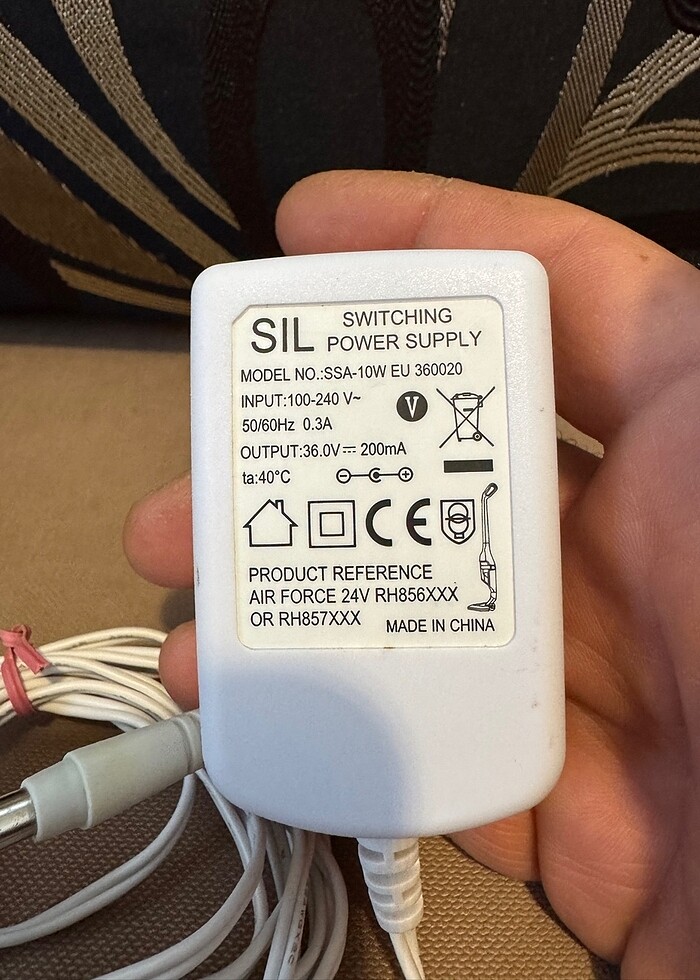 SIL
SWITCHING
POWER SUPPLY
MODEL NO.:SSA-10W EU 360020
INPUT:100-240 V~
50/60Hz 0.3A
V
OUTPUT:36.0V⎓ 200mA
ta:40°C
CE
PRODUCT REFERENCE
AIR FORCE 24V RH856XXX
OR RH857XXX
MADE IN CHINA